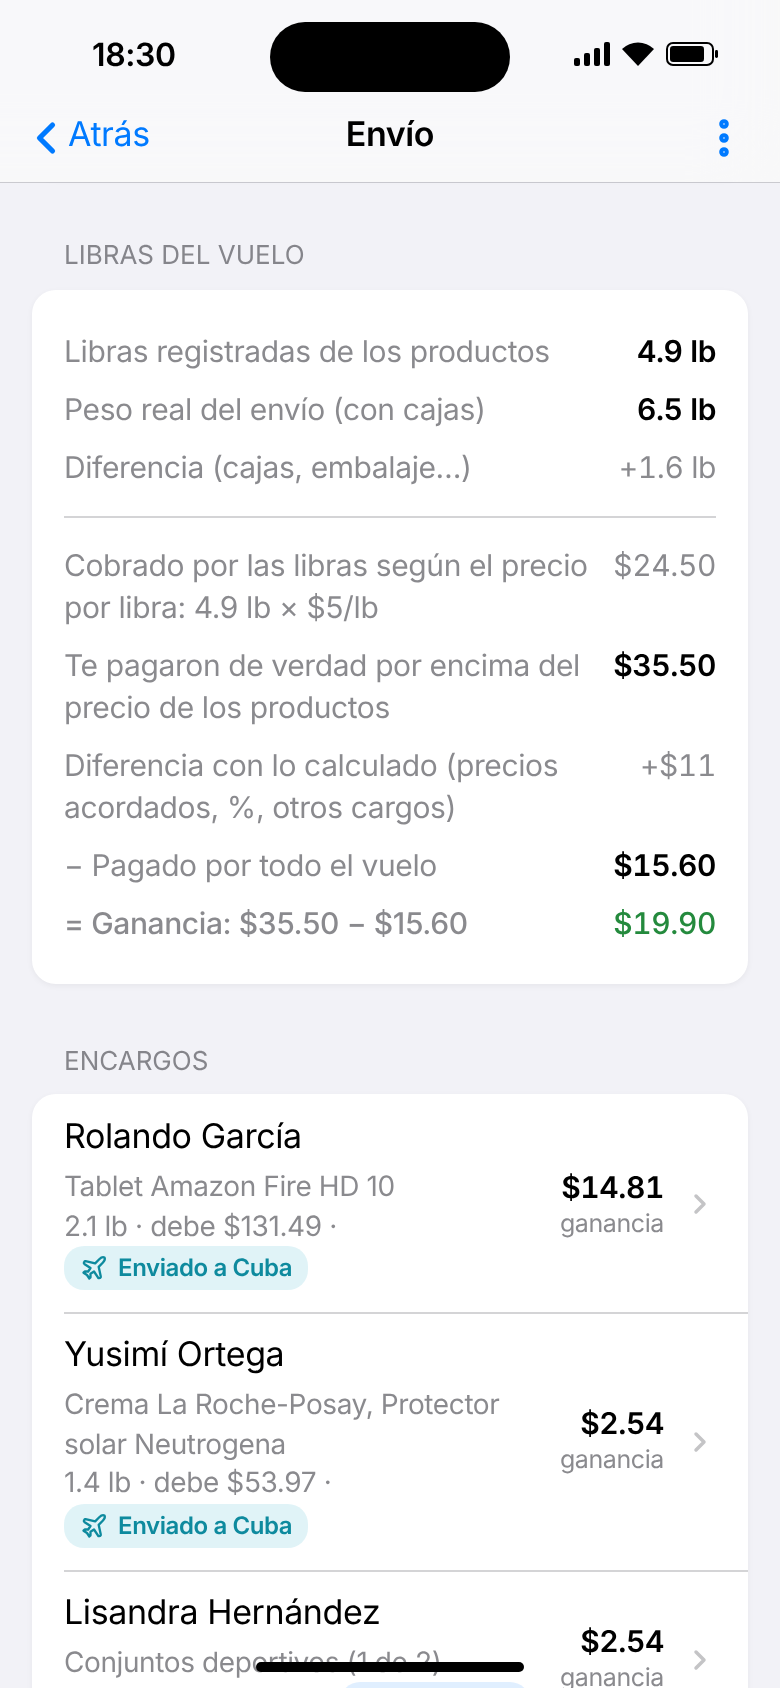 18:30
Atrás
Envío
LIBRAS DEL VUELO
Libras registradas de los productos 4.9 lb
Peso real del envío (con cajas) 6.5 lb
Diferencia (cajas, embalaje...) +1.6 lb
Cobrado por las libras según el precio $24.50
por libra: 4.9 lb × $5/lb
Te pagaron de verdad por encima del $35.50
precio de los productos
Diferencia con lo calculado (precios +$11
acordados, %, otros cargos)
− Pagado por todo el vuelo $15.60
= Ganancia: $35.50 − $15.60 $19.90
ENCARGOS
Rolando García
Tablet Amazon Fire HD 10 $14.81
2.1 lb · debe $131.49 · ganancia
Enviado a Cuba
Yusimí Ortega
Crema La Roche-Posay, Protector $2.54
solar Neutrogena ganancia
1.4 lb · debe $53.97 ·
Enviado a Cuba
Lisandra Hernández $2.54
Conjuntos deportivos (1 de 2) ganancia